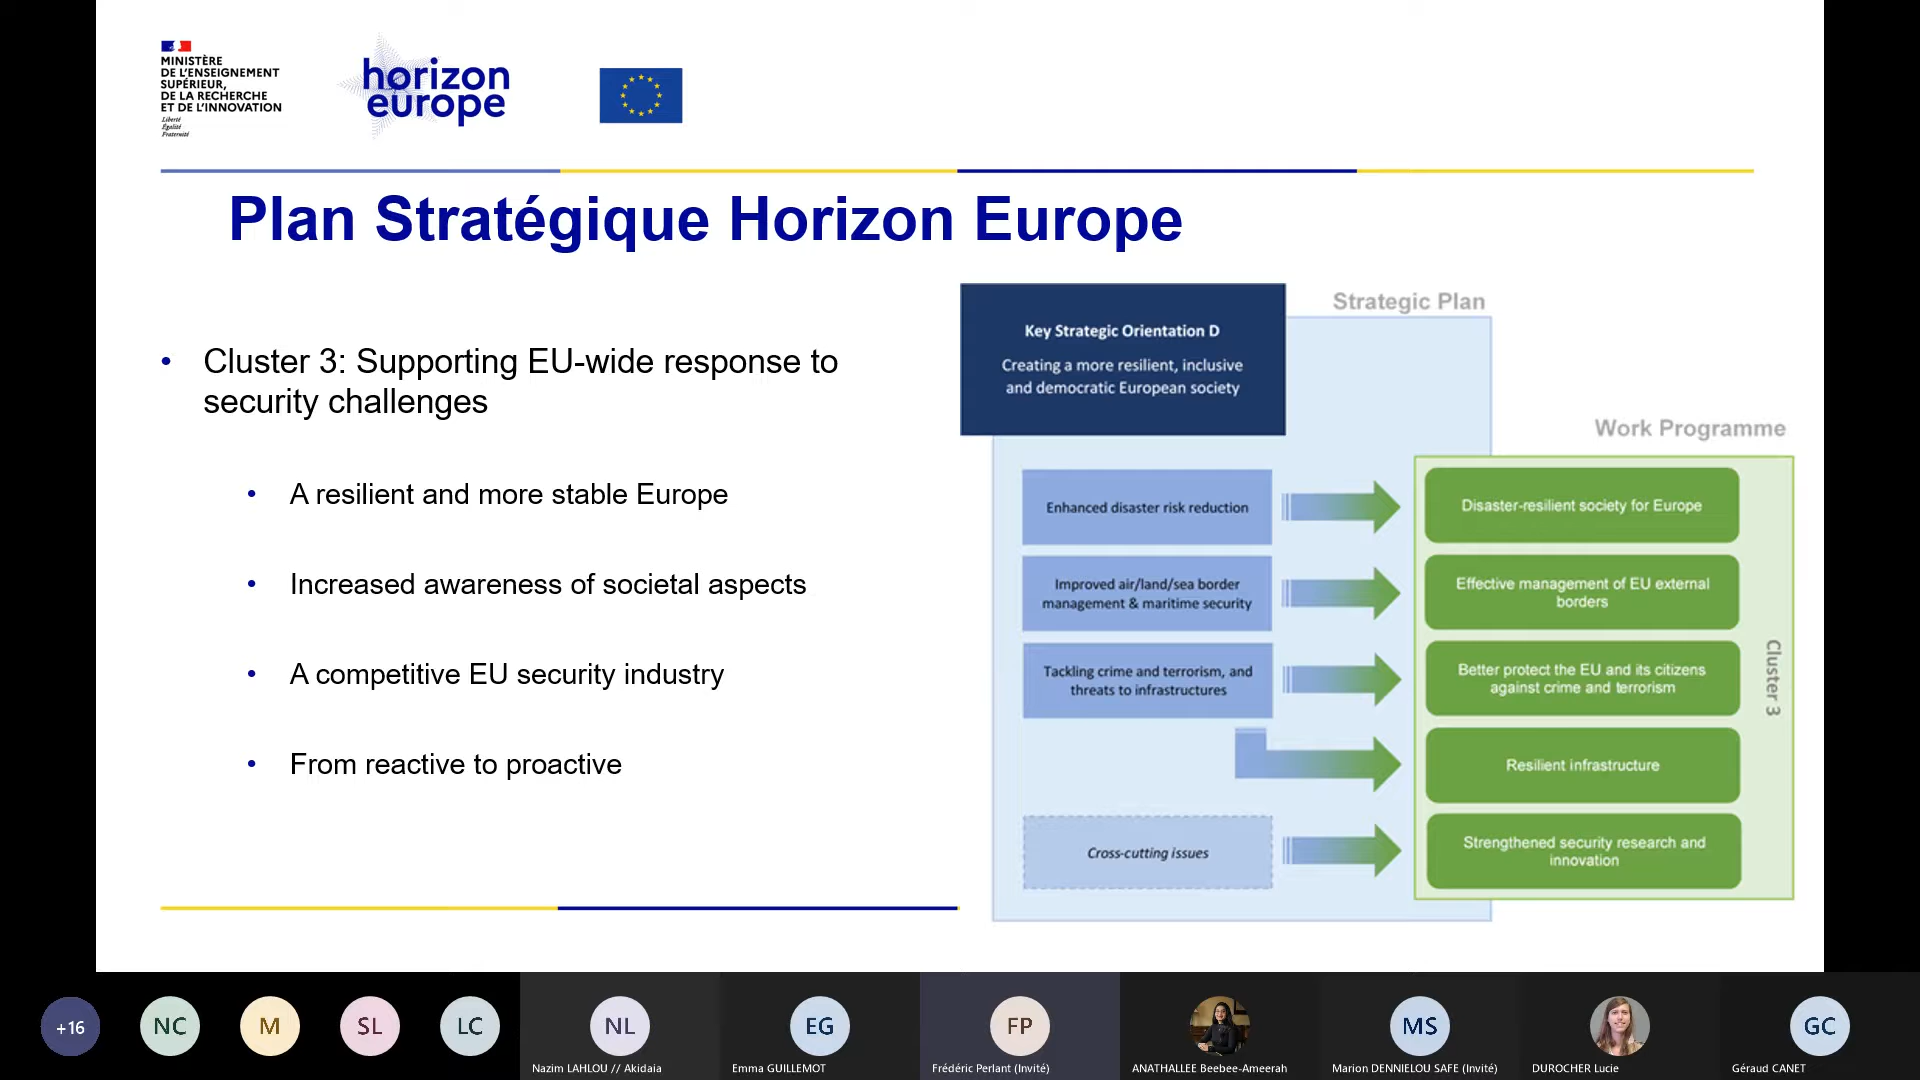 MINISTÈRE
DE L'ENSEIGNEMENT
SUPÉRIEUR,
DE LA RECHERCHE
ET DE L'INNOVATION
Liberté
Égalité
Fraternité
horizon
europe
Plan Stratégique Horizon Europe
• Cluster 3: Supporting EU-wide response to
security challenges
• A resilient and more stable Europe
• Increased awareness of societal aspects
• A competitive EU security industry
• From reactive to proactive
Strategic Plan
Key Strategic Orientation D
Creating a more resilient, inclusive
and democratic European society
Work Programme
Enhanced disaster risk reduction
Disaster-resilient society for Europe
Improved air/land/sea border
management & maritime security
Effective management of EU external
borders
Tackling crime and terrorism, and
threats to infrastructures
Better protect the EU and its citizens
against crime and terrorism
Resilient infrastructure
Cross-cutting issues
Strengthened security research and
innovation
Cluster 3
+16
NC
M
SL
LC
NL
EG
FP
MS
GC
Nazim LAHLOU // Akidaia
Emma GUILLEMOT
Frédéric Perlant (Invité)
ANATHALLEE Beebee-Ameerah
Marion DENNIELOU SAFE (Invité)
DUROCHER Lucie
Géraud CANET